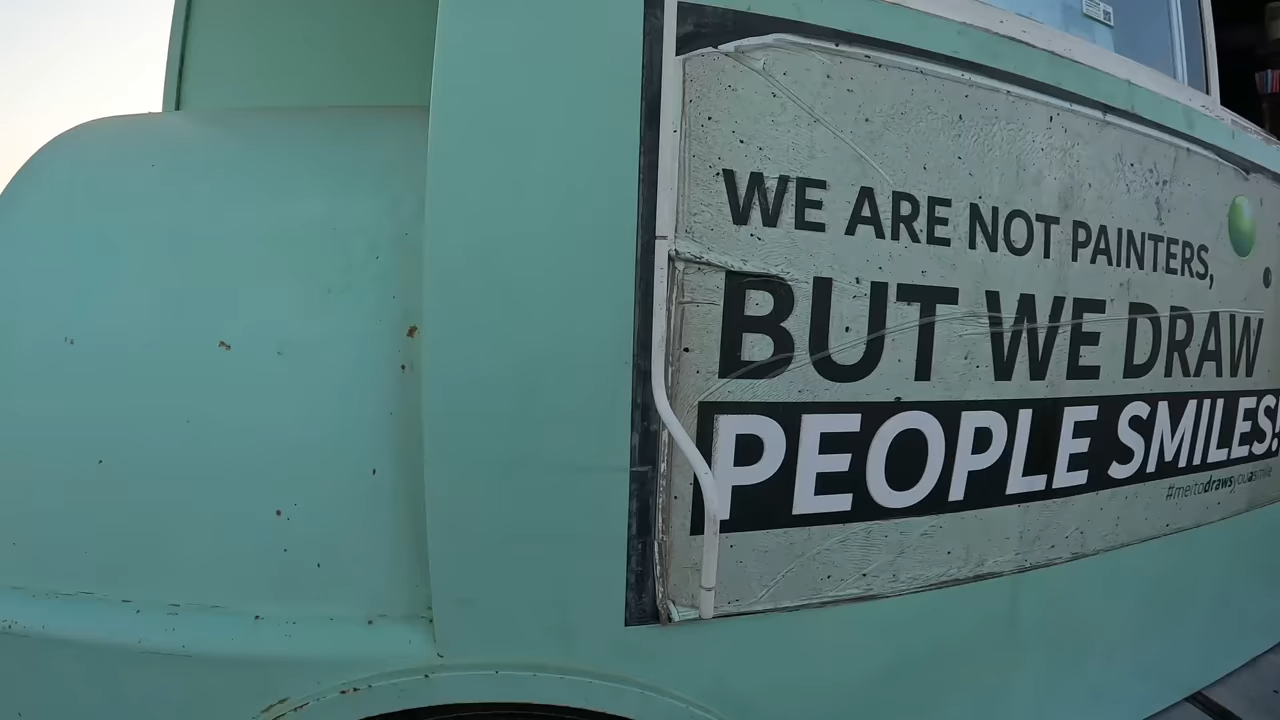 WE ARE NOT PAINTERS,
BUT WE DRAW
PEOPLE SMILES!
#meltodrawsyouasmile